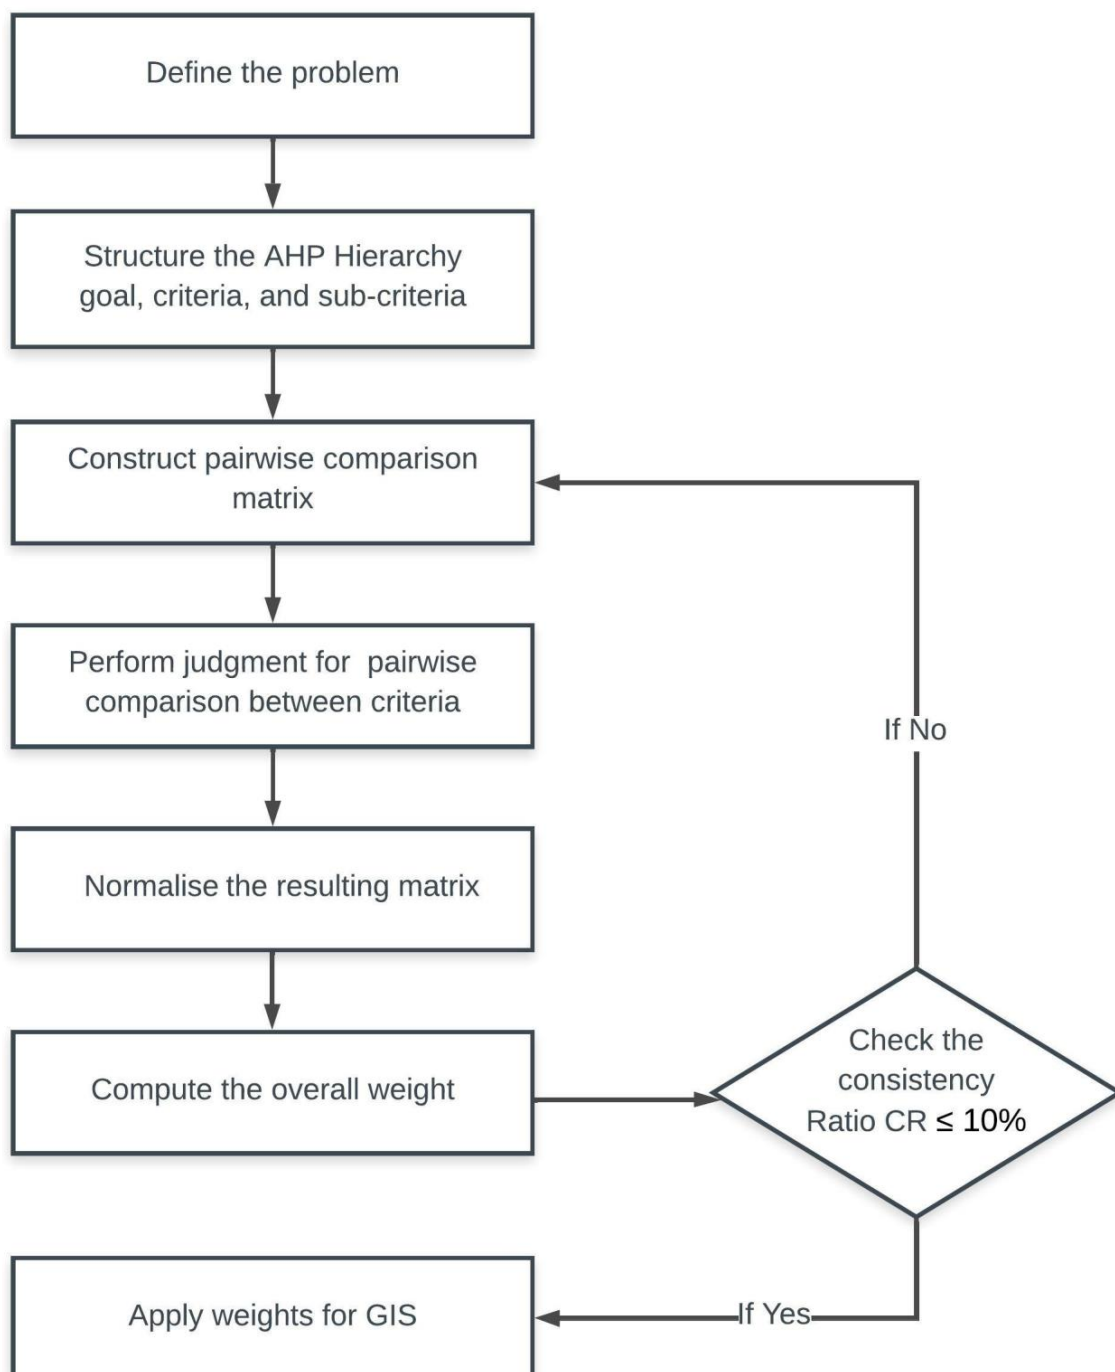 Define the problem
Structure the AHP Hierarchy
goal, criteria, and sub-criteria
Construct pairwise comparison
matrix
Perform judgment for  pairwise
comparison between criteria
If No
Normalise the resulting matrix
Compute the overall weight
Check the
consistency
Ratio CR ≤ 10%
If Yes
Apply weights for GIS